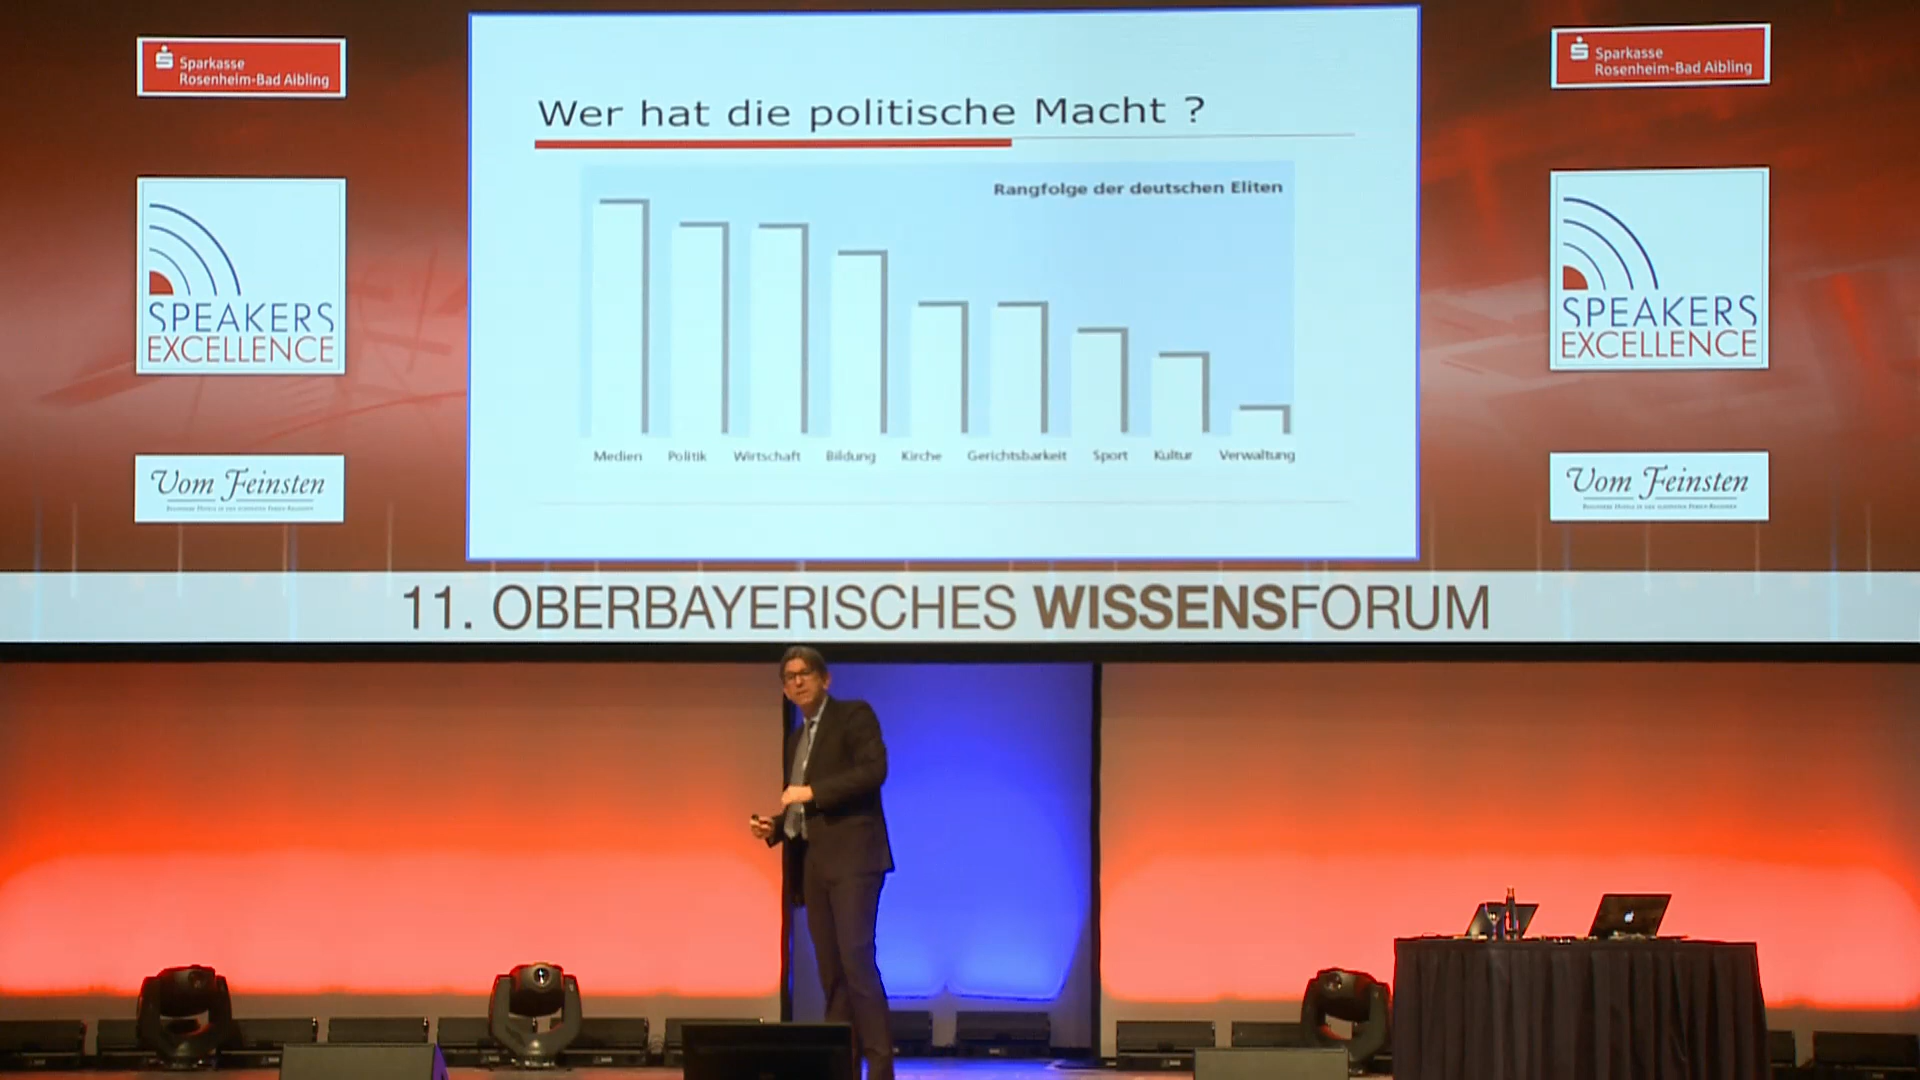 Sparkasse
Rosenheim-Bad Aibling
SPEAKERS
EXCELLENCE
Vom Feinsten
Wer hat die politische Macht ?
Rangfolge der deutschen Eliten
Medien Politik Wirtschaft Bildung Kirche Gerichtsbarkeit Sport Kultur Verwaltung
Sparkasse
Rosenheim-Bad Aibling
SPEAKERS
EXCELLENCE
Vom Feinsten
11. OBERBAYERISCHES WISSENSFORUM